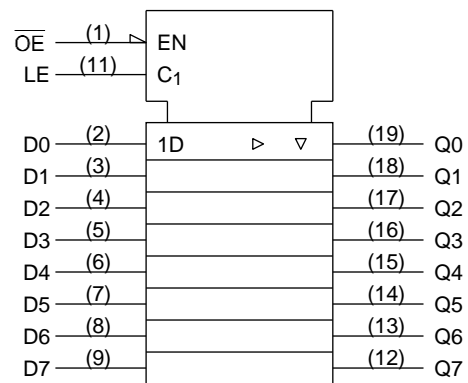 O̅E̅ (1) EN
LE (11) C₁
D0 (2) 1D (19) Q0
D1 (3) (18) Q1
D2 (4) (17) Q2
D3 (5) (16) Q3
D4 (6) (15) Q4
D5 (7) (14) Q5
D6 (8) (13) Q6
D7 (9) (12) Q7